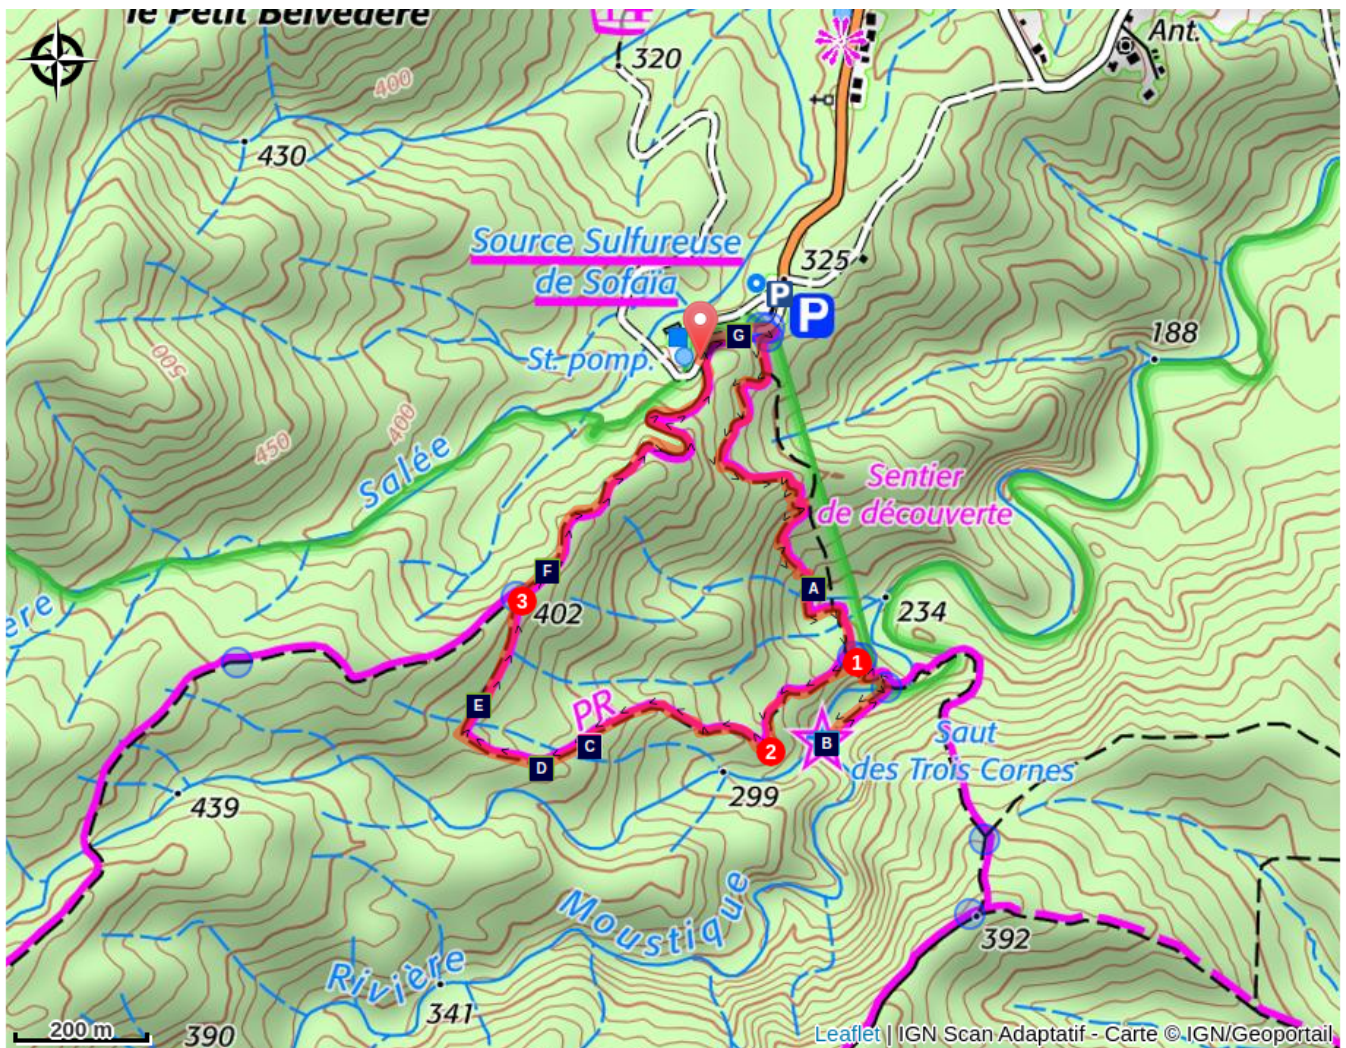 le Petit Belvédère
320
Ant.
400
430
Source Sulfureuse
de Sofaïa
325
P
P
G
188
St. pomp.
500
400
450
Salée
Sentier
de découverte
F
A
3
402
234
ère
1
E
PR
C
B
2
D
Saut
des Trois Cornes
299
439
Moustique
392
Rivière
341
200 m
390
Leaflet | IGN Scan Adaptatif - Carte © IGN/Geoportail